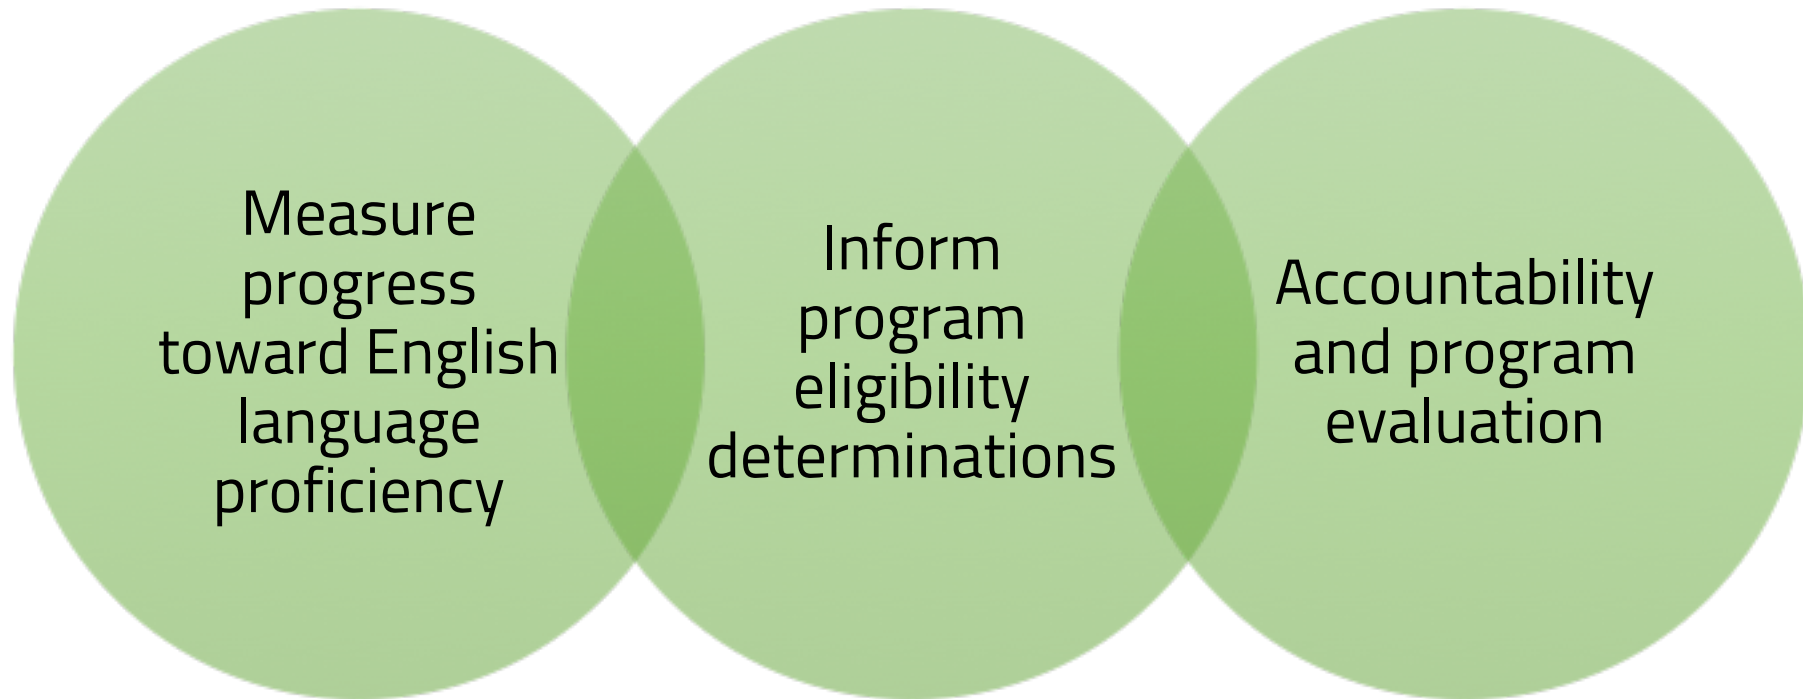 Measure
progress
toward English
language
proficiency
Inform
program
eligibility
determinations
Accountability
and program
evaluation